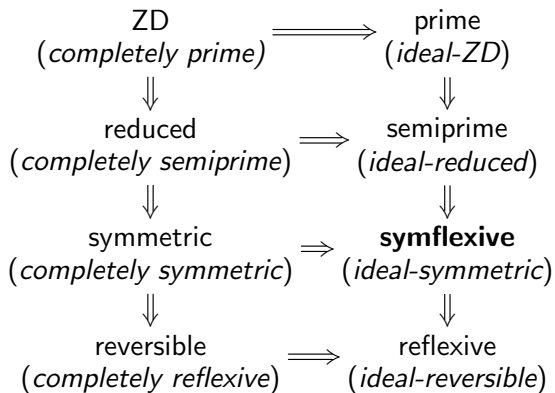 ZD ⟹ prime
(completely prime) (ideal-ZD)
⇓ ⇓
reduced ⟹ semiprime
(completely semiprime) (ideal-reduced)
⇓ ⇓
symmetric ⟹ symflexive
(completely symmetric) (ideal-symmetric)
⇓ ⇓
reversible ⟹ reflexive
(completely reflexive) (ideal-reversible)